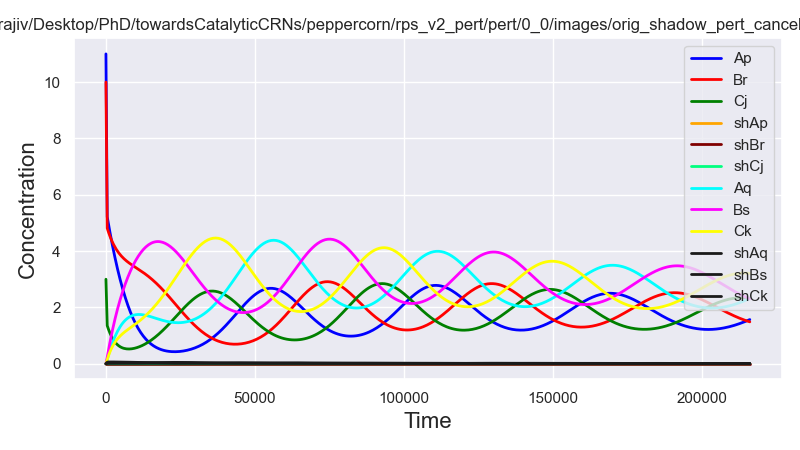 rajiv/Desktop/PhD/towardsCatalyticCRNs/peppercorn/rps_v2_pert/pert/0_0/images/orig_shadow_pert_cancel
Concentration
10
8
6
4
2
0
0
50000
100000
150000
200000
Time
Ap
Br
Cj
shAp
shBr
shCj
Aq
Bs
Ck
shAq
shBs
shCk